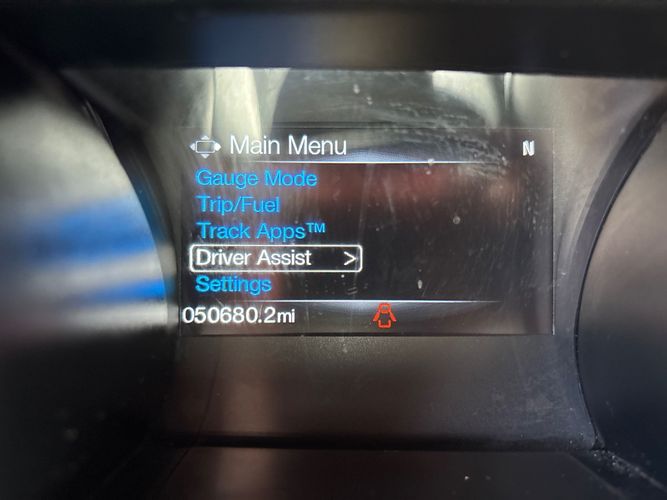 Main Menu
N
Gauge Mode
Trip/Fuel
Track Apps™
Driver Assist >
Settings
050680.2mi